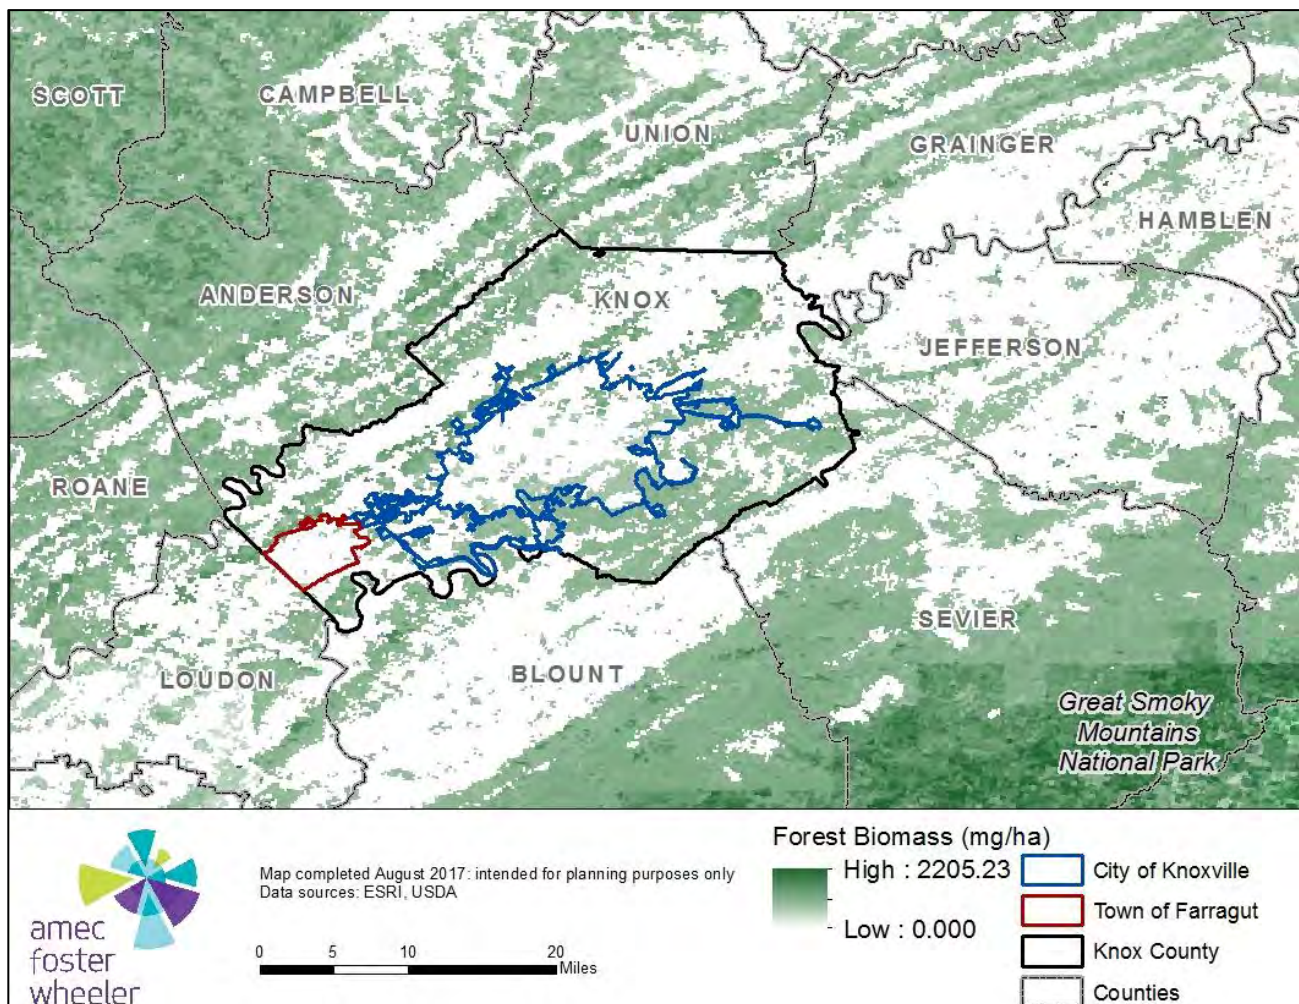 SCOTT
CAMPBELL
UNION
GRAINGER
HAMBLEN
ANDERSON
KNOX
JEFFERSON
ROANE
LOUDON
BLOUNT
SEVIER
Great Smoky
Mountains
National Park
amec
foster
wheeler
Map completed August 2017: intended for planning purposes only
Data sources: ESRI, USDA
0 5 10 20
Miles
Forest Biomass (mg/ha)
High : 2205.23
Low : 0.000
City of Knoxville
Town of Farragut
Knox County
Counties